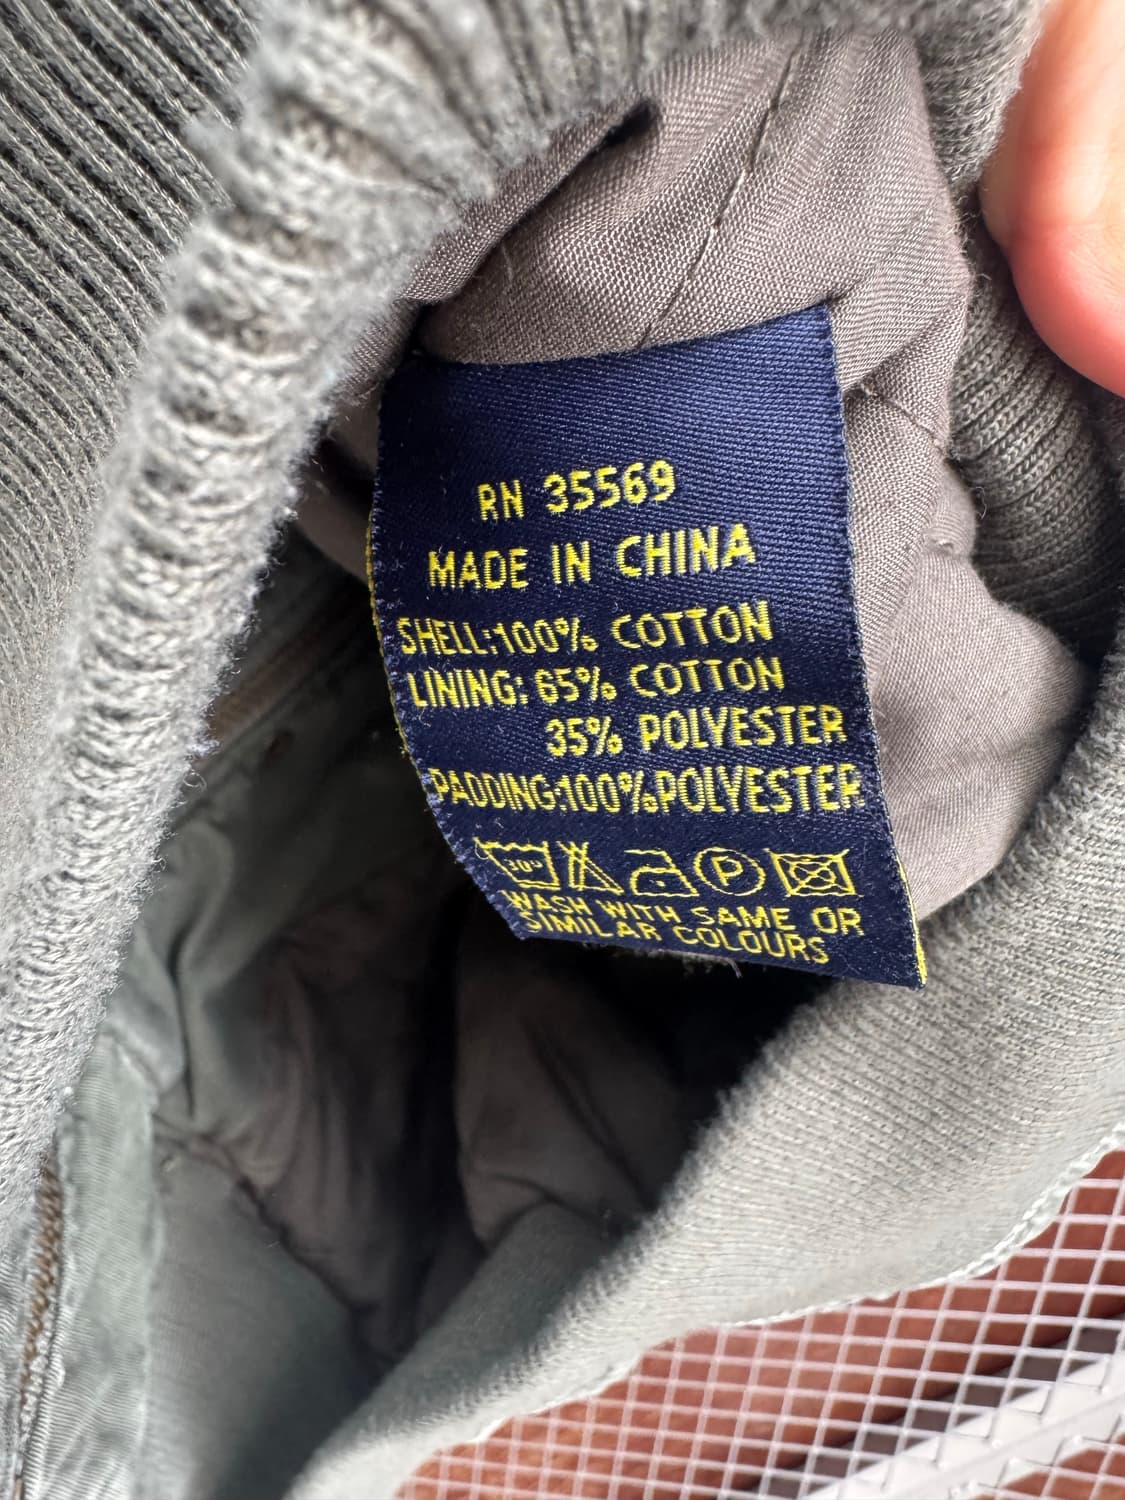 RN 35569
MADE IN CHINA
SHELL:100% COTTON
LINING: 65% COTTON
35% POLYESTER
PADDING:100%POLYESTER
30° P
WASH WITH SAME OR
SIMILAR COLOURS